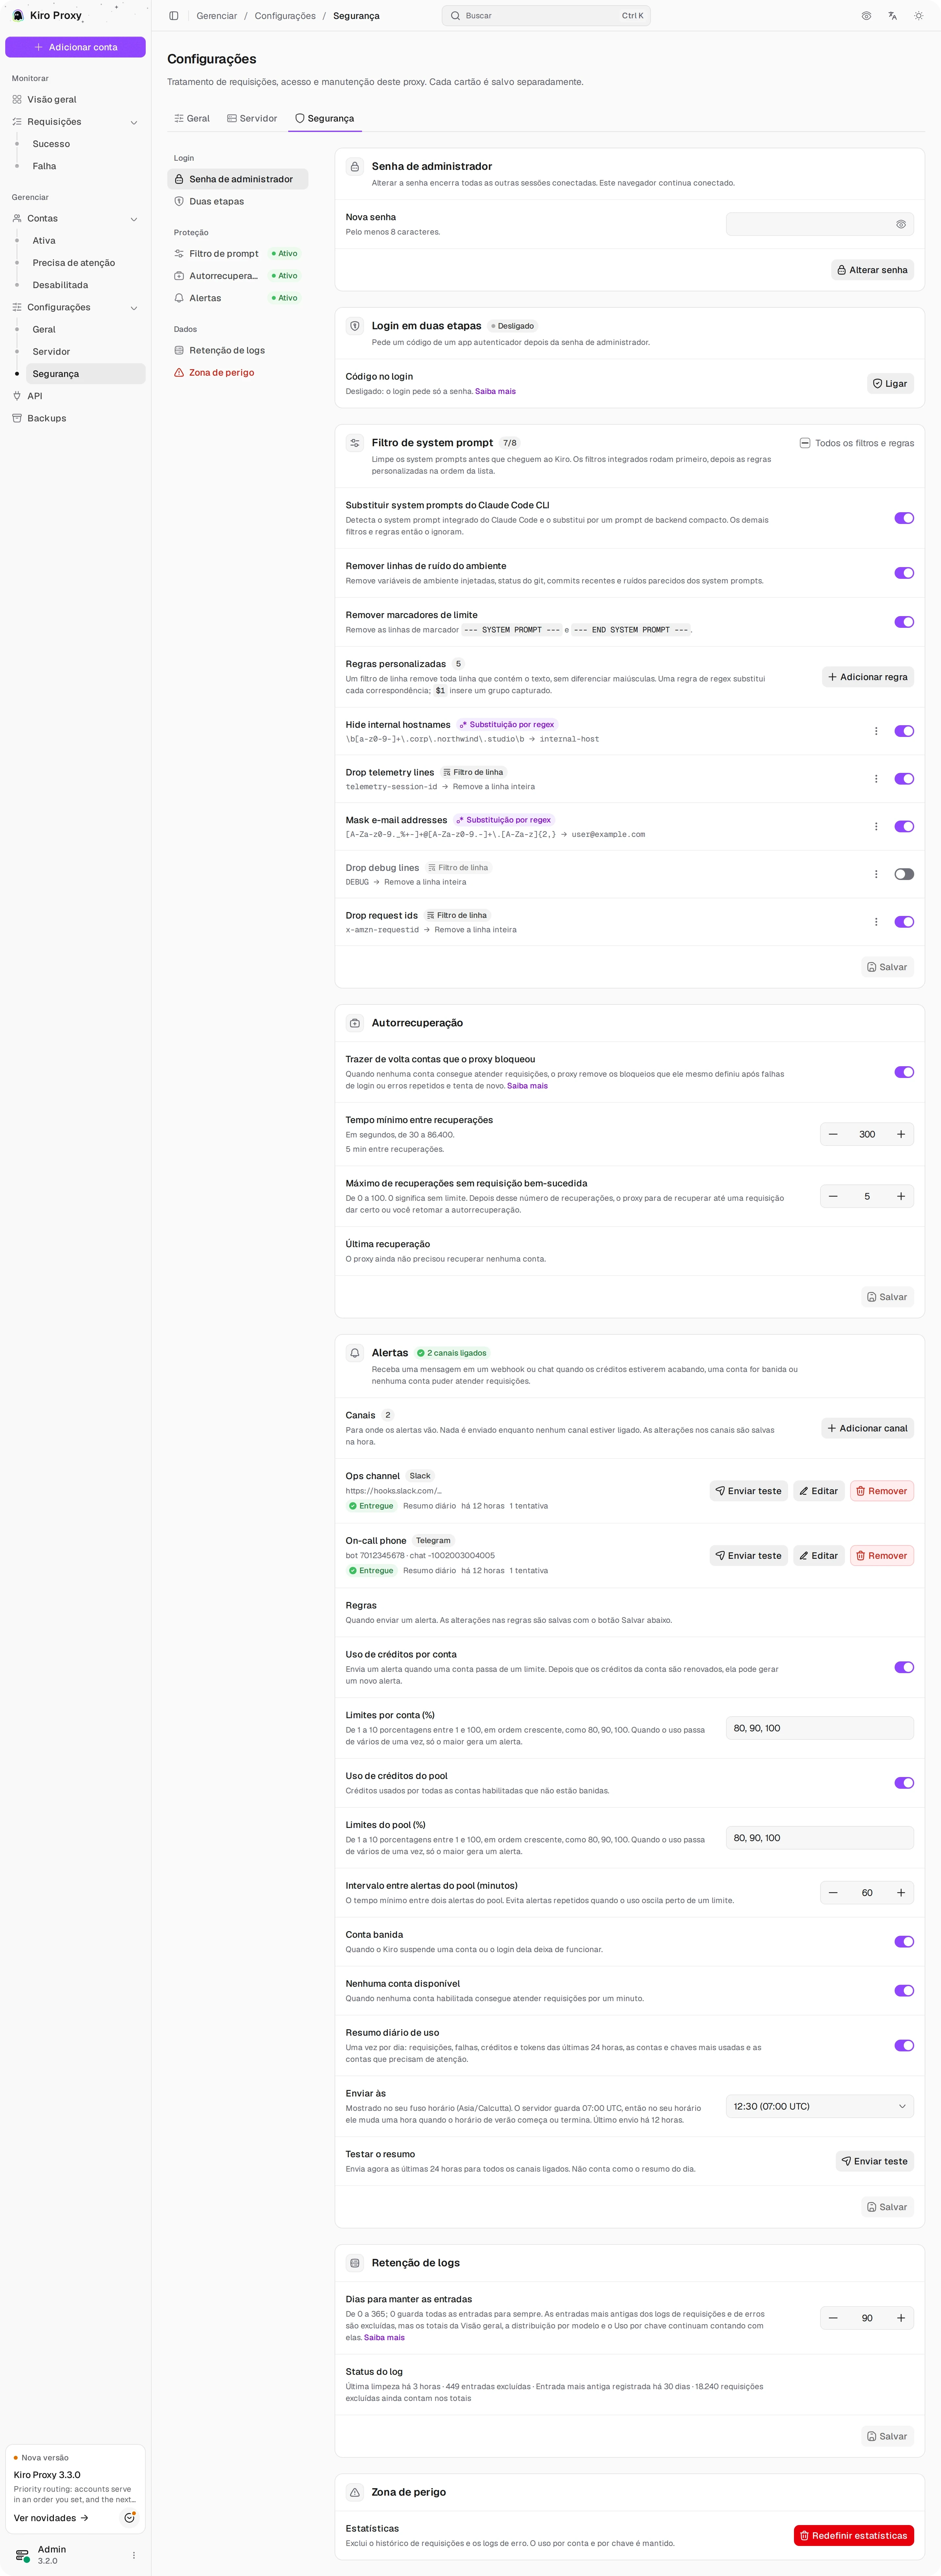 Kiro Proxy
Gerenciar / Configurações / Segurança
Buscar
Ctrl K
Adicionar conta
Monitorar
Visão geral
Requisições
Sucesso
Falha
Gerenciar
Contas
Ativa
Precisa de atenção
Desabilitada
Configurações
Geral
Servidor
Segurança
API
Backups
Nova versão
Kiro Proxy 3.3.0
Priority routing: accounts serve
in an order you set, and the next...
Ver novidades →
Admin
3.2.0
Configurações
Tratamento de requisições, acesso e manutenção deste proxy. Cada cartão é salvo separadamente.
Geral
Servidor
Segurança
Login
Senha de administrador
Duas etapas
Proteção
Filtro de prompt Ativo
Autorrecupera... Ativo
Alertas Ativo
Dados
Retenção de logs
Zona de perigo
Senha de administrador
Alterar a senha encerra todas as outras sessões conectadas. Este navegador continua conectado.
Nova senha
Pelo menos 8 caracteres.
Alterar senha
Login em duas etapas Desligado
Pede um código de um app autenticador depois da senha de administrador.
Código no login
Desligado: o login pede só a senha. Saiba mais
Ligar
Filtro de system prompt 7/8
Limpe os system prompts antes que cheguem ao Kiro. Os filtros integrados rodam primeiro, depois as regras
personalizadas na ordem da lista.
Todos os filtros e regras
Substituir system prompts do Claude Code CLI
Detecta o system prompt integrado do Claude Code e o substitui por um prompt de backend compacto. Os demais
filtros e regras então o ignoram.
Remover linhas de ruído do ambiente
Remove variáveis de ambiente injetadas, status do git, commits recentes e ruídos parecidos dos system prompts.
Remover marcadores de limite
Remove as linhas de marcador --- SYSTEM PROMPT --- e --- END SYSTEM PROMPT ---.
Regras personalizadas 5
Um filtro de linha remove toda linha que contém o texto, sem diferenciar maiúsculas. Uma regra de regex substitui
cada correspondência; $1 insere um grupo capturado.
Adicionar regra
Hide internal hostnames Substituição por regex
\b[a-z0-9-]+\.corp\.northwind\.studio\b → internal-host
Drop telemetry lines Filtro de linha
telemetry-session-id → Remove a linha inteira
Mask e-mail addresses Substituição por regex
[A-Za-z0-9._%+-]+@[A-Za-z0-9.-]+\.[A-Za-z]{2,} → user@example.com
Drop debug lines Filtro de linha
DEBUG → Remove a linha inteira
Drop request ids Filtro de linha
x-amzn-requestid → Remove a linha inteira
Salvar
Autorrecuperação
Trazer de volta contas que o proxy bloqueou
Quando nenhuma conta consegue atender requisições, o proxy remove os bloqueios que ele mesmo definiu após falhas
de login ou erros repetidos e tenta de novo. Saiba mais
Tempo mínimo entre recuperações
Em segundos, de 30 a 86.400.
5 min entre recuperações.
300
Máximo de recuperações sem requisição bem-sucedida
De 0 a 100. 0 significa sem limite. Depois desse número de recuperações, o proxy para de recuperar até uma requisição
dar certo ou você retomar a autorrecuperação.
5
Última recuperação
O proxy ainda não precisou recuperar nenhuma conta.
Salvar
Alertas 2 canais ligados
Receba uma mensagem em um webhook ou chat quando os créditos estiverem acabando, uma conta for banida ou
nenhuma conta puder atender requisições.
Canais 2
Para onde os alertas vão. Nada é enviado enquanto nenhum canal estiver ligado. As alterações nos canais são salvas
na hora.
Adicionar canal
Ops channel Slack
https://hooks.slack.com/...
Entregue Resumo diário há 12 horas 1 tentativa
Enviar teste Editar Remover
On-call phone Telegram
bot 7012345678 · chat -1002003004005
Entregue Resumo diário há 12 horas 1 tentativa
Enviar teste Editar Remover
Regras
Quando enviar um alerta. As alterações nas regras são salvas com o botão Salvar abaixo.
Uso de créditos por conta
Envia um alerta quando uma conta passa de um limite. Depois que os créditos da conta são renovados, ela pode gerar
um novo alerta.
Limites por conta (%)
De 1 a 10 porcentagens entre 1 e 100, em ordem crescente, como 80, 90, 100. Quando o uso passa
de vários de uma vez, só o maior gera um alerta.
80, 90, 100
Uso de créditos do pool
Créditos usados por todas as contas habilitadas que não estão banidas.
Limites do pool (%)
De 1 a 10 porcentagens entre 1 e 100, em ordem crescente, como 80, 90, 100. Quando o uso passa
de vários de uma vez, só o maior gera um alerta.
80, 90, 100
Intervalo entre alertas do pool (minutos)
O tempo mínimo entre dois alertas do pool. Evita alertas repetidos quando o uso oscila perto de um limite.
60
Conta banida
Quando o Kiro suspende uma conta ou o login dela deixa de funcionar.
Nenhuma conta disponível
Quando nenhuma conta habilitada consegue atender requisições por um minuto.
Resumo diário de uso
Uma vez por dia: requisições, falhas, créditos e tokens das últimas 24 horas, as contas e chaves mais usadas e as
contas que precisam de atenção.
Enviar às
Mostrado no seu fuso horário (Asia/Calcutta). O servidor guarda 07:00 UTC, então no seu horário
ele muda uma hora quando o horário de verão começa ou termina. Último envio há 12 horas.
12:30 (07:00 UTC)
Testar o resumo
Envia agora as últimas 24 horas para todos os canais ligados. Não conta como o resumo do dia.
Enviar teste
Salvar
Retenção de logs
Dias para manter as entradas
De 0 a 365; 0 guarda todas as entradas para sempre. As entradas mais antigas dos logs de requisições e de erros
são excluídas, mas os totais da Visão geral, a distribuição por modelo e o Uso por chave continuam contando com
elas. Saiba mais
90
Status do log
Última limpeza há 3 horas · 449 entradas excluídas · Entrada mais antiga registrada há 30 dias · 18.240 requisições
excluídas ainda contam nos totais
Salvar
Zona de perigo
Estatísticas
Exclui o histórico de requisições e os logs de erro. O uso por conta e por chave é mantido.
Redefinir estatísticas